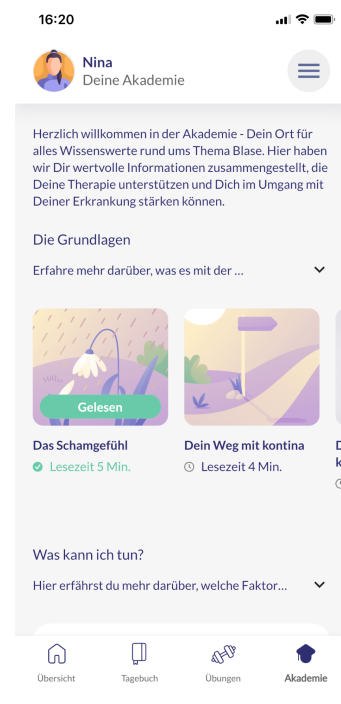 16:20
Nina
Deine Akademie
Herzlich willkommen in der Akademie - Dein Ort für
alles Wissenswerte rund ums Thema Blase. Hier haben
wir Dir wertvolle Informationen zusammengestellt, die
Deine Therapie unterstützen und Dich im Umgang mit
Deiner Erkrankung stärken können.
Die Grundlagen
Erfahre mehr darüber, was es mit der ...
Gelesen
Das Schamgefühl
Lesezeit 5 Min.
Dein Weg mit kontina
Lesezeit 4 Min.
Was kann ich tun?
Hier erfährst du mehr darüber, welche Faktor...
Übersicht
Tagebuch
Übungen
Akademie